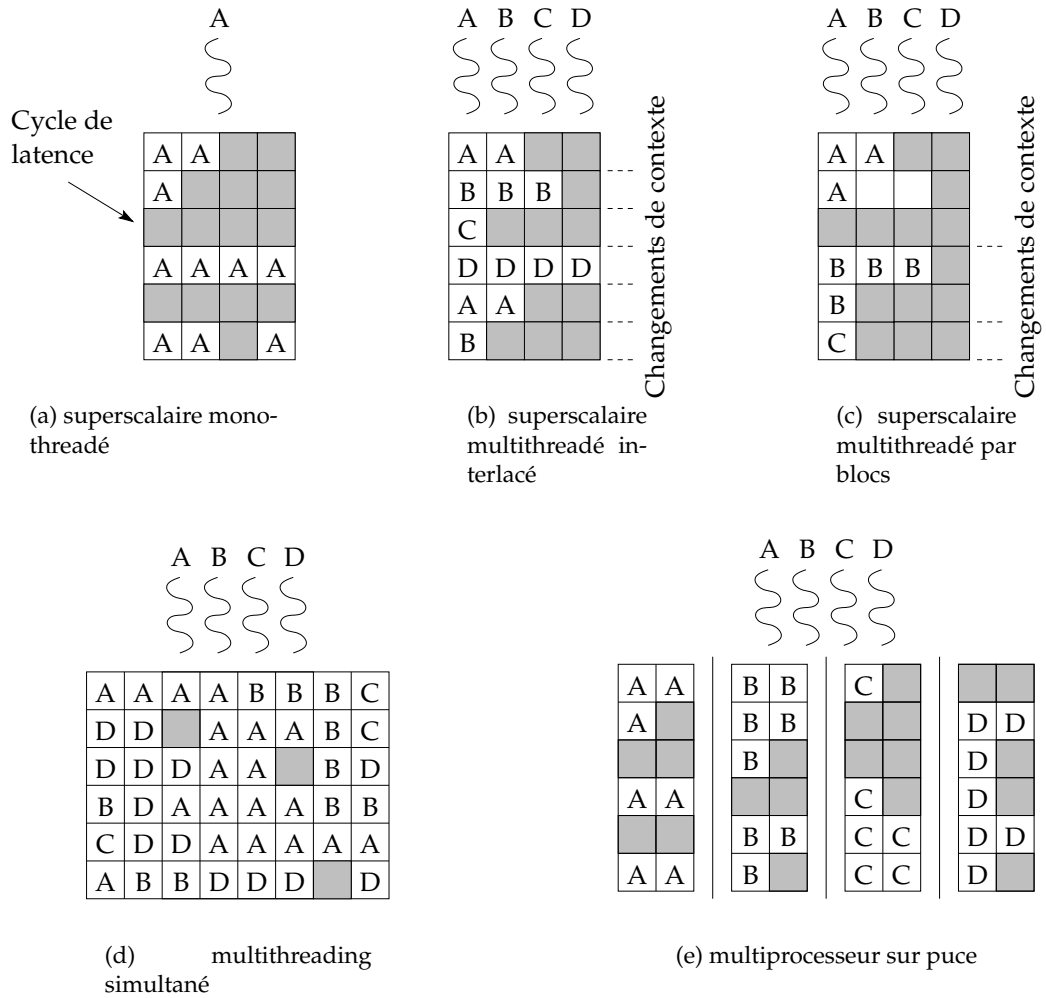 A
A B C D
A B C D
Cycle de
latence
A A
A
A A A A
A A A
A A
B B B
C
D D D D
A A
B
Changements de contexte
A A
A
B B B
B
C
Changements de contexte
(a) superscalaire mono-
threadé
(b) superscalaire
multithreadé in-
terlacé
(c) superscalaire
multithreadé par
blocs
A B C D
A A A A B B B C
D D A A A B C
D D D A A B D
B D A A A A B B
C D D A A A A A
A B B D D D D
(d) multithreading
simultané
A B C D
A A
A
A A
A A
B B
B B
B
B B
B
C
C
C C
C C
D D
D
D
D D
D
(e) multiprocesseur sur puce